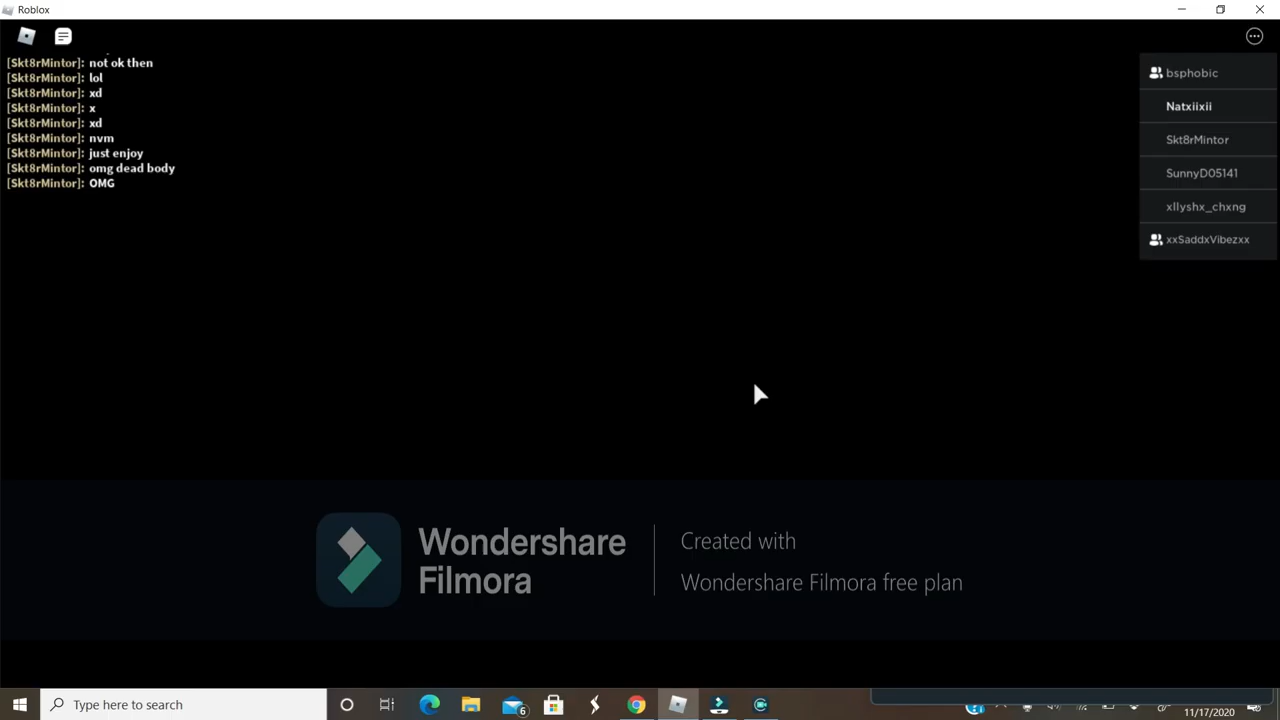 Roblox
[Skt8rMintor]: not ok then
[Skt8rMintor]: lol
[Skt8rMintor]: xd
[Skt8rMintor]: x
[Skt8rMintor]: xd
[Skt8rMintor]: nvm
[Skt8rMintor]: just enjoy
[Skt8rMintor]: omg dead body
[Skt8rMintor]: OMG
bsphobic
Natxiixii
Skt8rMintor
SunnyD05141
xllyshx_chxng
xxSaddxVibezxx
Wondershare
Filmora
Created with
Wondershare Filmora free plan
Type here to search
6
11/17/2020